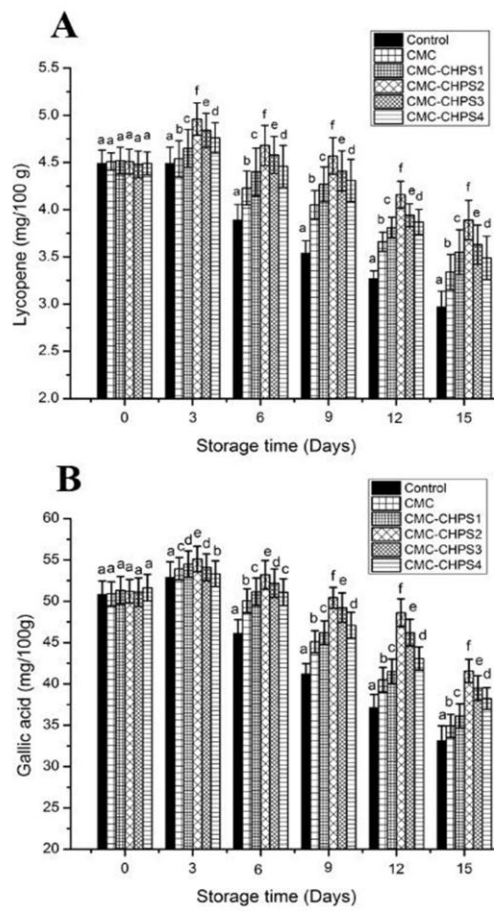 A
Control
CMC
CMC-CHPS1
CMC-CHPS2
CMC-CHPS3
CMC-CHPS4
5.5
5.0
4.5
4.0
3.5
3.0
2.5
2.0
Lycopene (mg/100 g)
a a a a a a
a b c f e d
a b c f e d
a b c f e d
a b c f e d
a b c f e d
0 3 6 9 12 15
Storage time (Days)
B
Control
CMC
CMC-CHPS1
CMC-CHPS2
CMC-CHPS3
CMC-CHPS4
60
55
50
45
40
35
30
25
20
Gallic acid (mg/100g)
a a a a a a
a c d e d b
a b c e d c
a b c f e d
a b c f e d
a b c f e d
0 3 6 9 12 15
Storage time (Days)